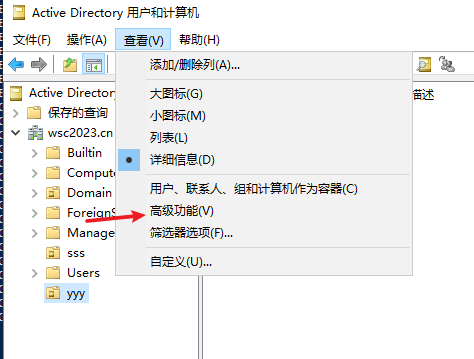 Active Directory 用户和计算机
文件(F) 操作(A) 查看(V) 帮助(H)
添加/删除列(A)...
大图标(G)
小图标(M)
列表(L)
详细信息(D)
用户、联系人、组和计算机作为容器(C)
高级功能(V)
筛选器选项(F)...
自定义(U)...
Active Directory
保存的查询
wsc2023.cn
Builtin
Compute
Domain
ForeignS
Manage
sss
Users
yyy
描述